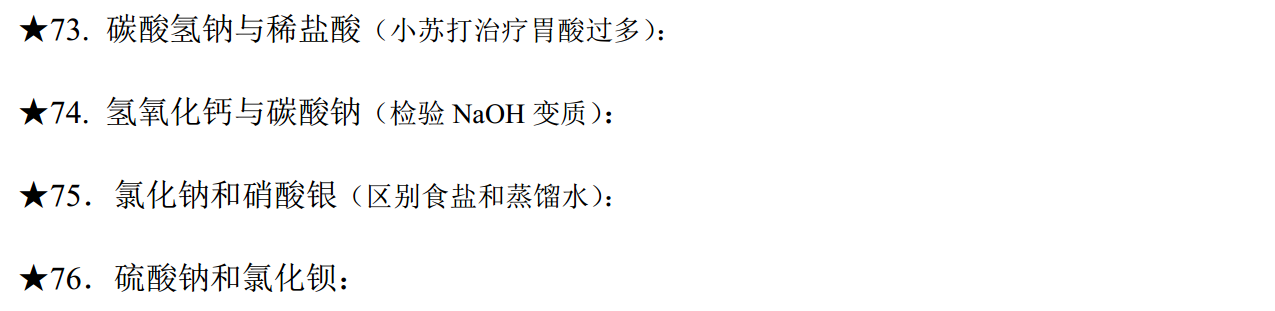 ★73. 碳酸氢钠与稀盐酸（小苏打治疗胃酸过多）：
★74. 氢氧化钙与碳酸钠（检验 NaOH 变质）：
★75．氯化钠和硝酸银（区别食盐和蒸馏水）：
★76．硫酸钠和氯化钡：